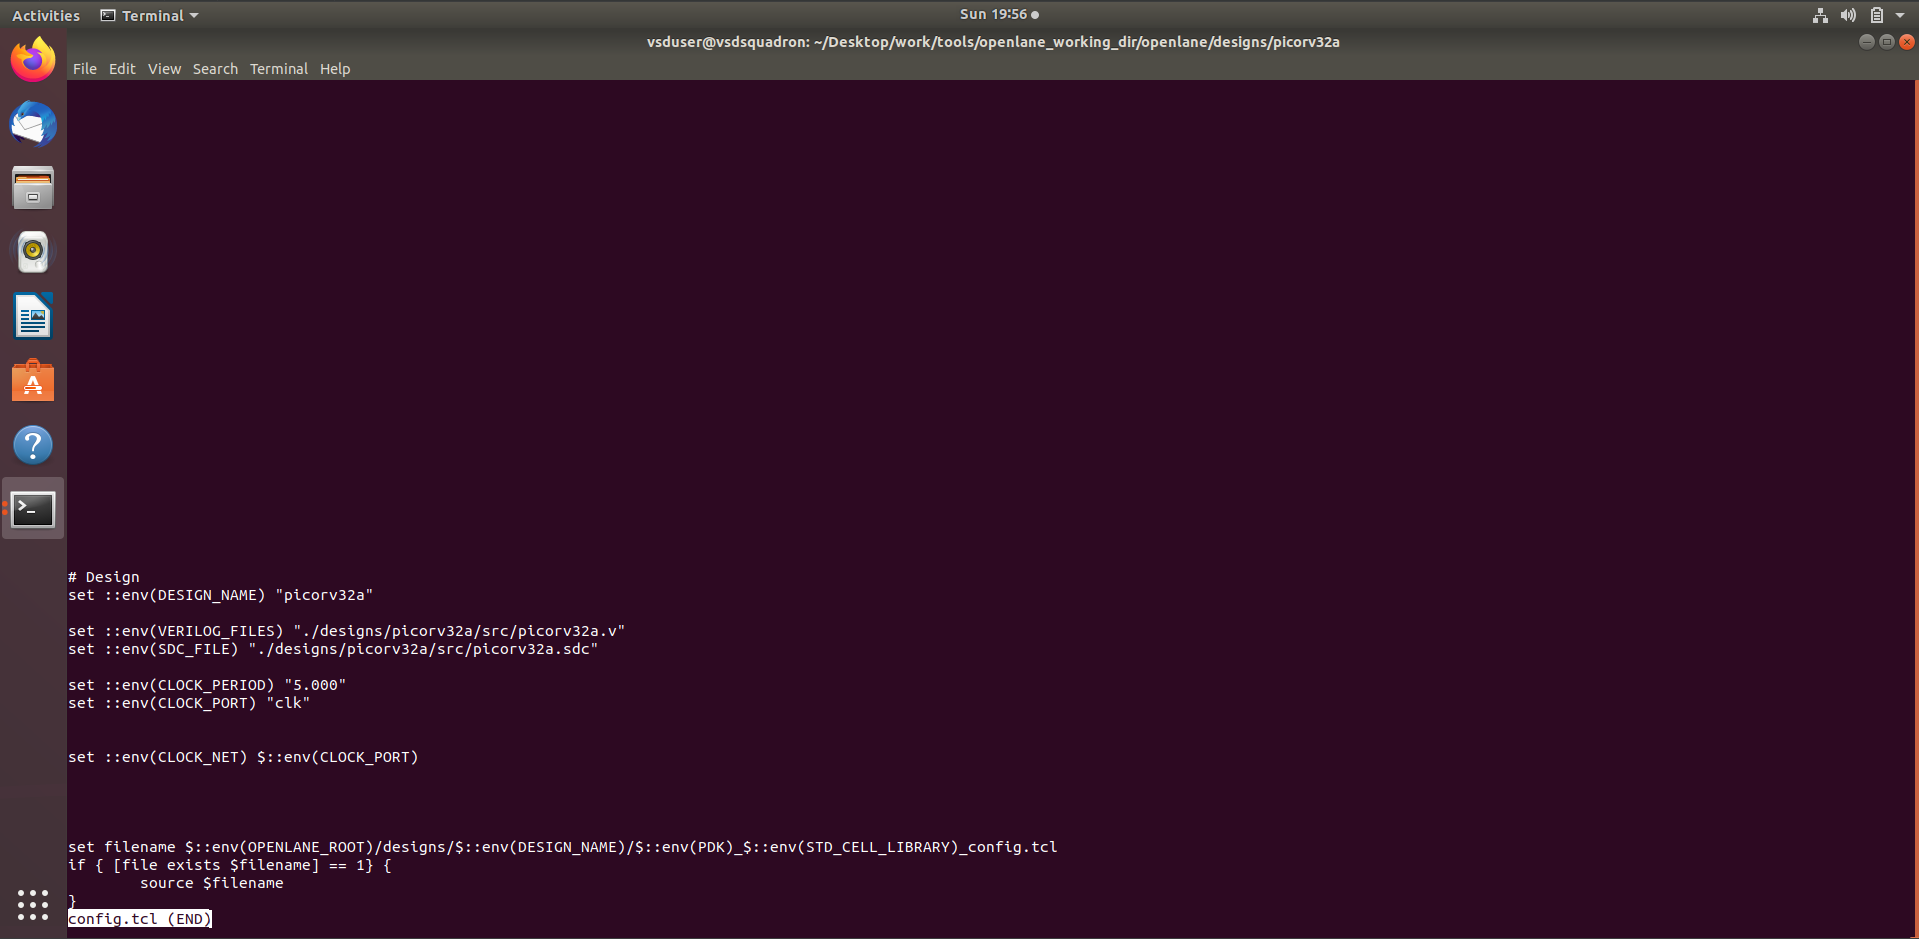 Activities
Terminal
Sun 19:56
vsduser@vsdsquadron: ~/Desktop/work/tools/openlane_working_dir/openlane/designs/picorv32a
File Edit View Search Terminal Help
# Design
set ::env(DESIGN_NAME) "picorv32a"
set ::env(VERILOG_FILES) "./designs/picorv32a/src/picorv32a.v"
set ::env(SDC_FILE) "./designs/picorv32a/src/picorv32a.sdc"
set ::env(CLOCK_PERIOD) "5.000"
set ::env(CLOCK_PORT) "clk"
set ::env(CLOCK_NET) $::env(CLOCK_PORT)
set filename $::env(OPENLANE_ROOT)/designs/$::env(DESIGN_NAME)/$::env(PDK)_$::env(STD_CELL_LIBRARY)_config.tcl
if { [file exists $filename] == 1} {
        source $filename
}
config.tcl (END)